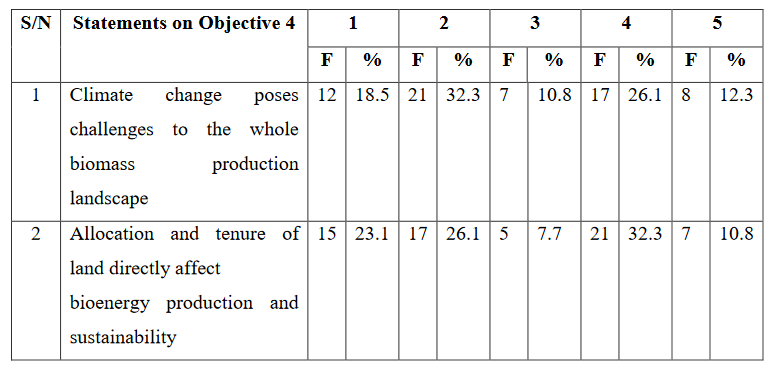 S/N Statements on Objective 4 1 2 3 4 5
F % F % F % F % F %
1 Climate change poses 12 18.5 21 32.3 7 10.8 17 26.1 8 12.3
challenges to the whole
biomass production
landscape
2 Allocation and tenure of 15 23.1 17 26.1 5 7.7 21 32.3 7 10.8
land directly affect
bioenergy production and
sustainability